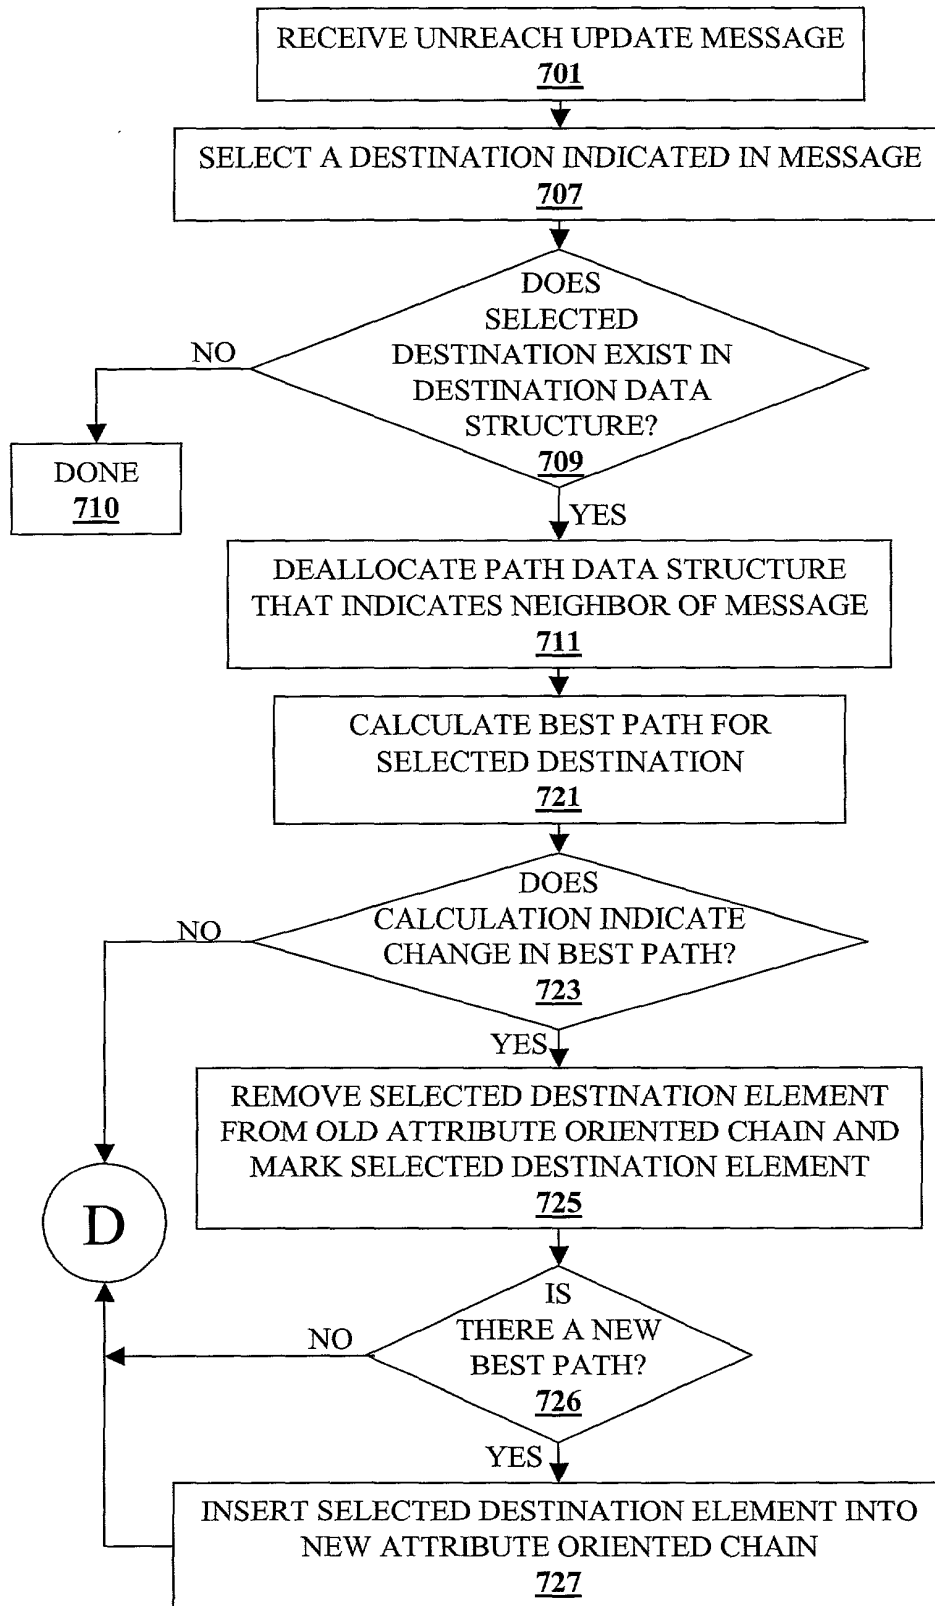 RECEIVE UNREACH UPDATE MESSAGE
701
SELECT A DESTINATION INDICATED IN MESSAGE
707
DOES
SELECTED
DESTINATION EXIST IN
DESTINATION DATA
STRUCTURE?
709
NO
DONE
710
YES
DEALLOCATE PATH DATA STRUCTURE
THAT INDICATES NEIGHBOR OF MESSAGE
711
CALCULATE BEST PATH FOR
SELECTED DESTINATION
721
DOES
CALCULATION INDICATE
CHANGE IN BEST PATH?
723
NO
YES
REMOVE SELECTED DESTINATION ELEMENT
FROM OLD ATTRIBUTE ORIENTED CHAIN AND
MARK SELECTED DESTINATION ELEMENT
725
D
IS
THERE A NEW
BEST PATH?
726
NO
YES
INSERT SELECTED DESTINATION ELEMENT INTO
NEW ATTRIBUTE ORIENTED CHAIN
727